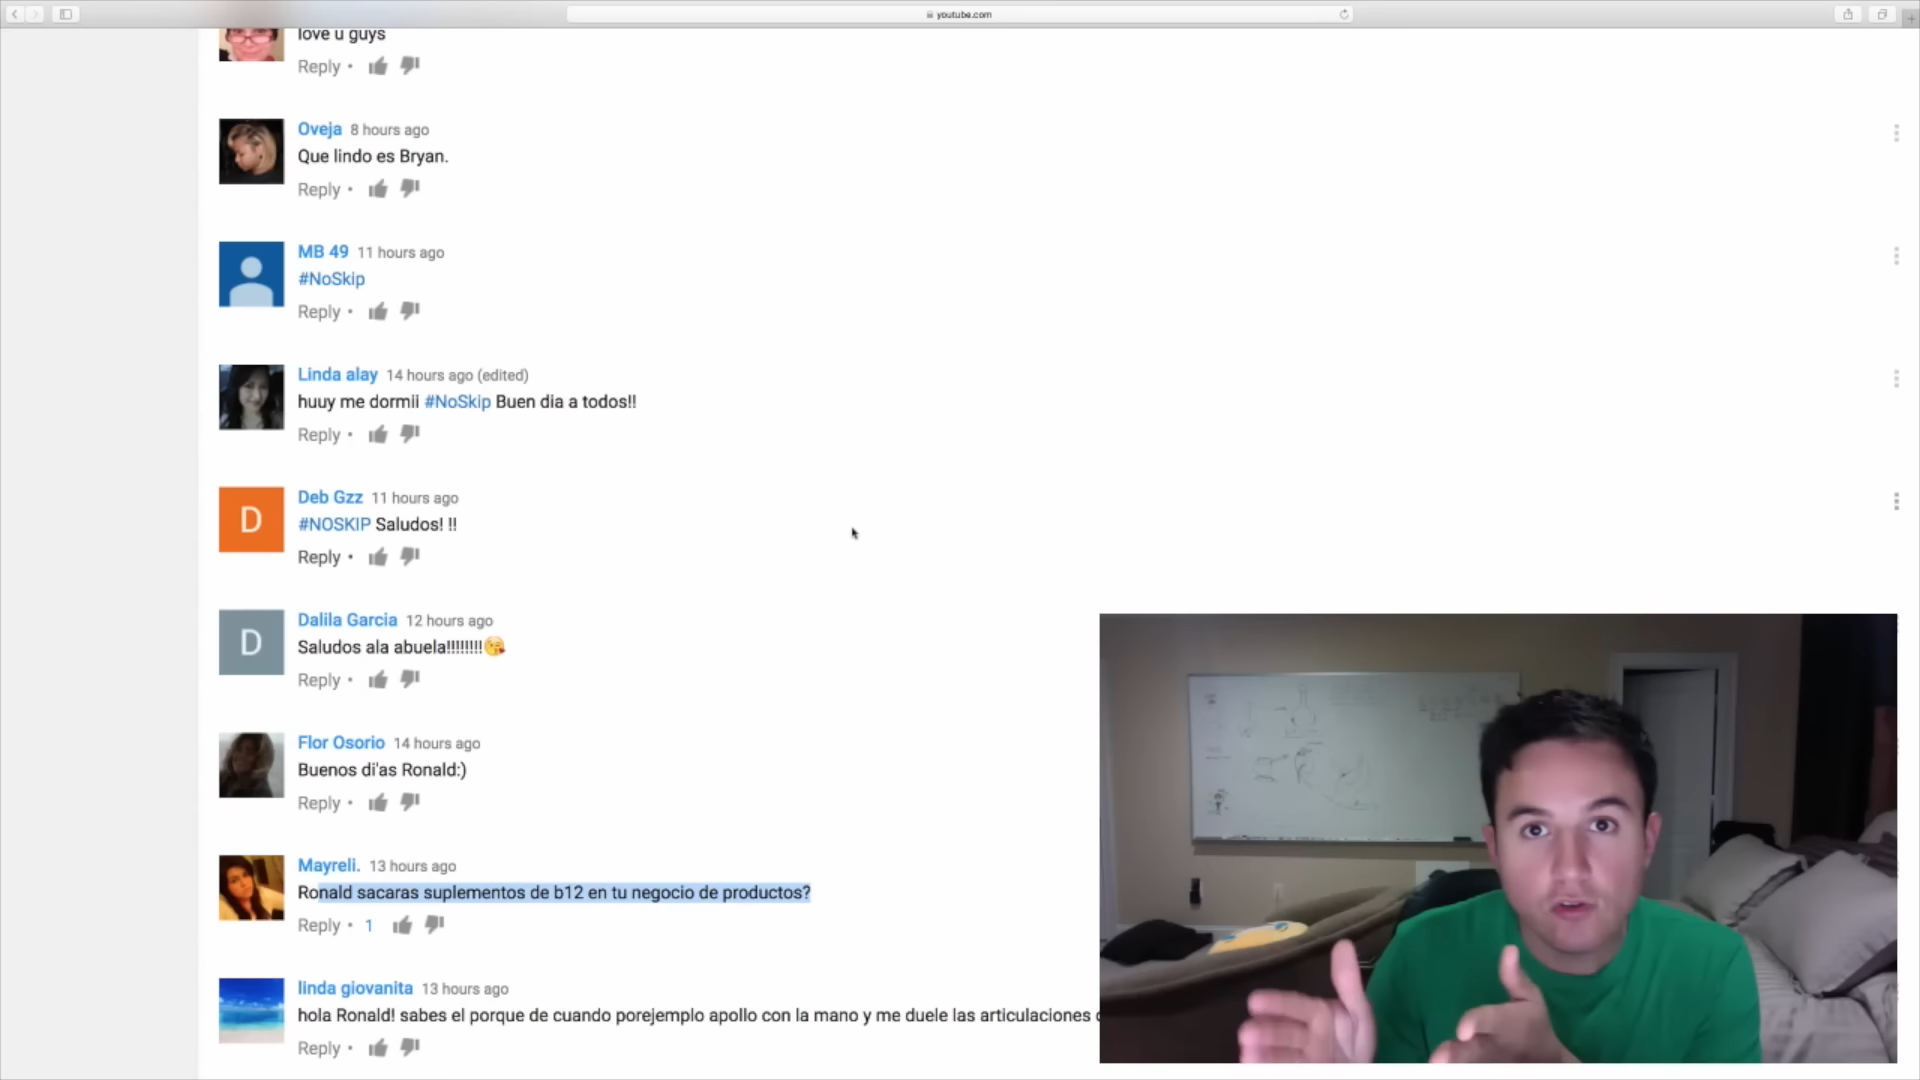 youtube.com
love u guys
Reply •
Oveja 8 hours ago
Que lindo es Bryan.
Reply •
MB 49 11 hours ago
#NoSkip
Reply •
Linda alay 14 hours ago (edited)
huuy me dormii #NoSkip Buen dia a todos!!
Reply •
D
Deb Gzz 11 hours ago
#NOSKIP Saludos! !!
Reply •
D
Dalila Garcia 12 hours ago
Saludos ala abuela!!!!!!!!😘
Reply •
Flor Osorio 14 hours ago
Buenos di'as Ronald:)
Reply •
Mayreli. 13 hours ago
Ronald sacaras suplementos de b12 en tu negocio de productos?
Reply • 1
linda giovanita 13 hours ago
hola Ronald! sabes el porque de cuando porejemplo apollo con la mano y me duele las articulaciones
Reply •